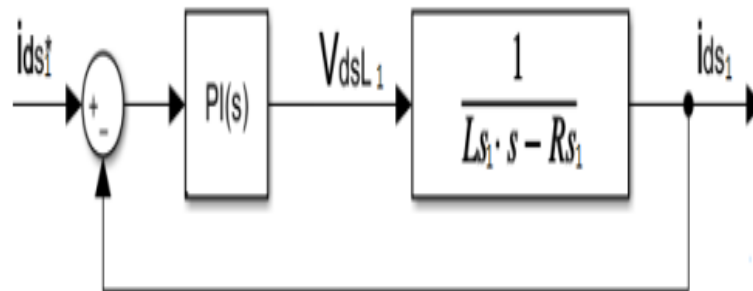 ids₁*
+
−
PI(s)
VdsL₁
1
Ls₁· s − Rs₁
ids₁